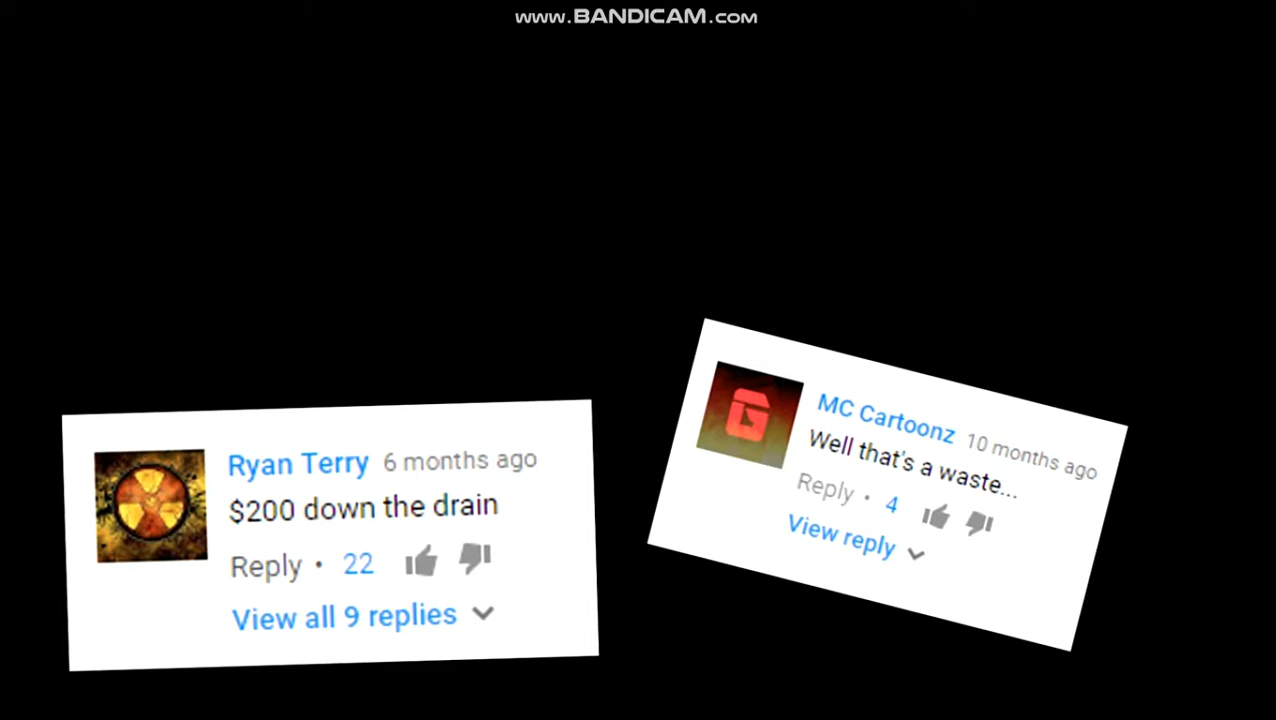 www.BANDICAM.com
Ryan Terry 6 months ago
$200 down the drain
Reply • 22
View all 9 replies
MC Cartoonz 10 months ago
Well that's a waste...
Reply • 4
View reply